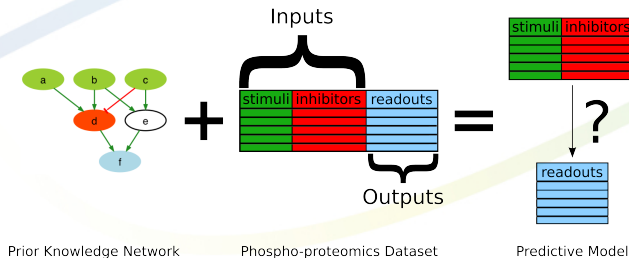 Inputs
stimuli inhibitors readouts
Outputs
a b c
d e
f
+
=
stimuli inhibitors
?
readouts
Prior Knowledge Network
Phospho-proteomics Dataset
Predictive Model